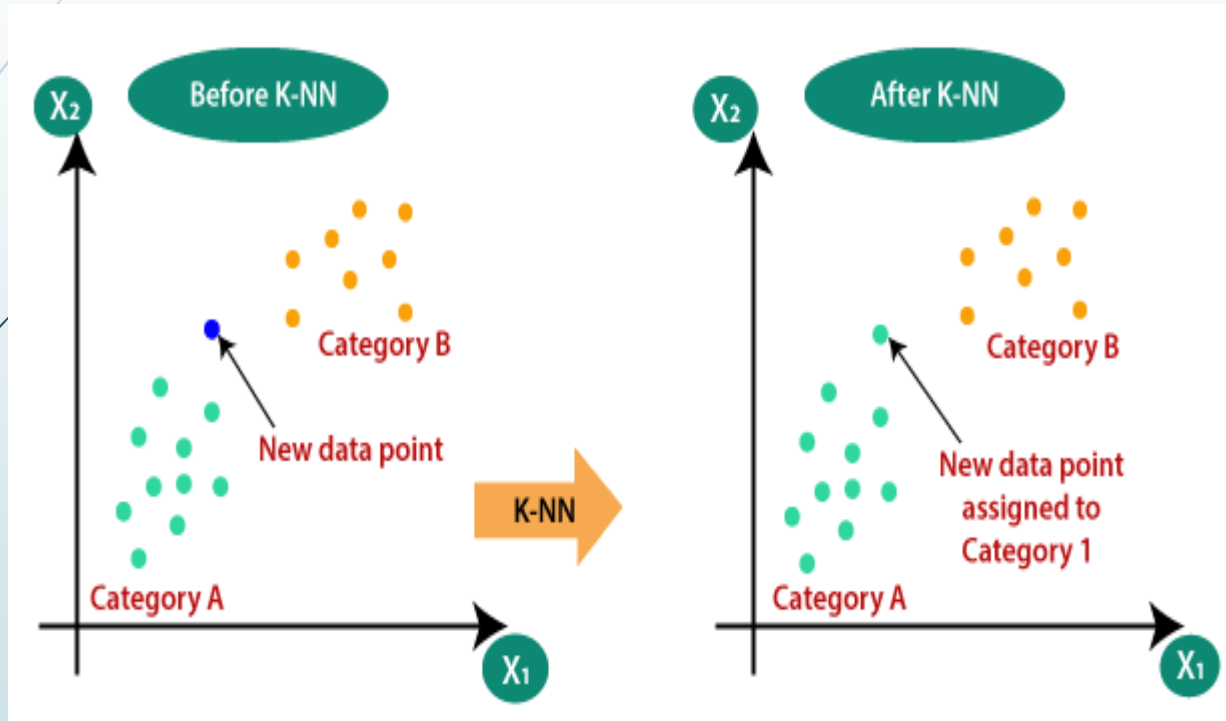 Before K-NN
X₂
Category B
New data point
Category A
X₁
K-NN
After K-NN
X₂
Category B
New data point
assigned to
Category 1
Category A
X₁